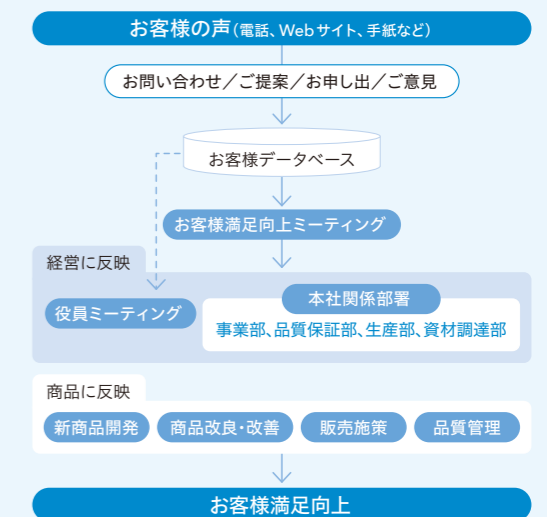 お客様の声(電話、Webサイト、手紙など)
お問い合わせ/ご提案/お申し出/ご意見
お客様データベース
お客様満足向上ミーティング
経営に反映
役員ミーティング
本社関係部署
事業部、品質保証部、生産部、資材調達部
商品に反映
新商品開発
商品改良・改善
販売施策
品質管理
お客様満足向上